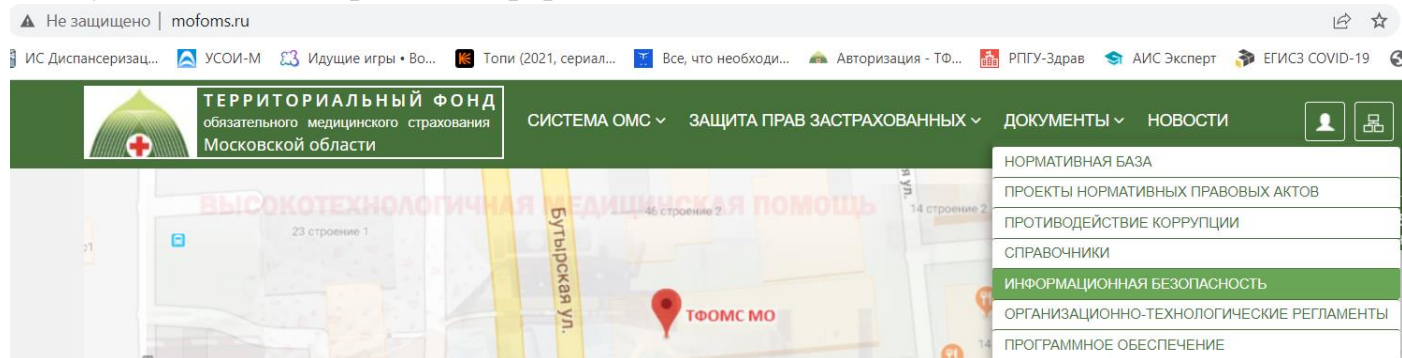 Не защищено | mofoms.ru
ИС Диспансеризац... УСОИ-М Идущие игры • Во... Топи (2021, сериал... Все, что необходи... Авторизация - ТФ... РПГУ-Здрав АИС Эксперт ЕГИСЗ COVID-19
ТЕРРИТОРИАЛЬНЫЙ ФОНД
обязательного медицинского страхования
Московской области
СИСТЕМА ОМС ЗАЩИТА ПРАВ ЗАСТРАХОВАННЫХ ДОКУМЕНТЫ НОВОСТИ
НОРМАТИВНАЯ БАЗА
ПРОЕКТЫ НОРМАТИВНЫХ ПРАВОВЫХ АКТОВ
ПРОТИВОДЕЙСТВИЕ КОРРУПЦИИ
СПРАВОЧНИКИ
ИНФОРМАЦИОННАЯ БЕЗОПАСНОСТЬ
ОРГАНИЗАЦИОННО-ТЕХНОЛОГИЧЕСКИЕ РЕГЛАМЕНТЫ
ПРОГРАММНОЕ ОБЕСПЕЧЕНИЕ
ВЫСОКОТЕХНОЛОГИЧНАЯ МЕДИЦИНСКАЯ ПОМОЩЬ
46 строение 2
14 строение 2
23 строение 1
Бутырская ул.
ТФОМС МО
14